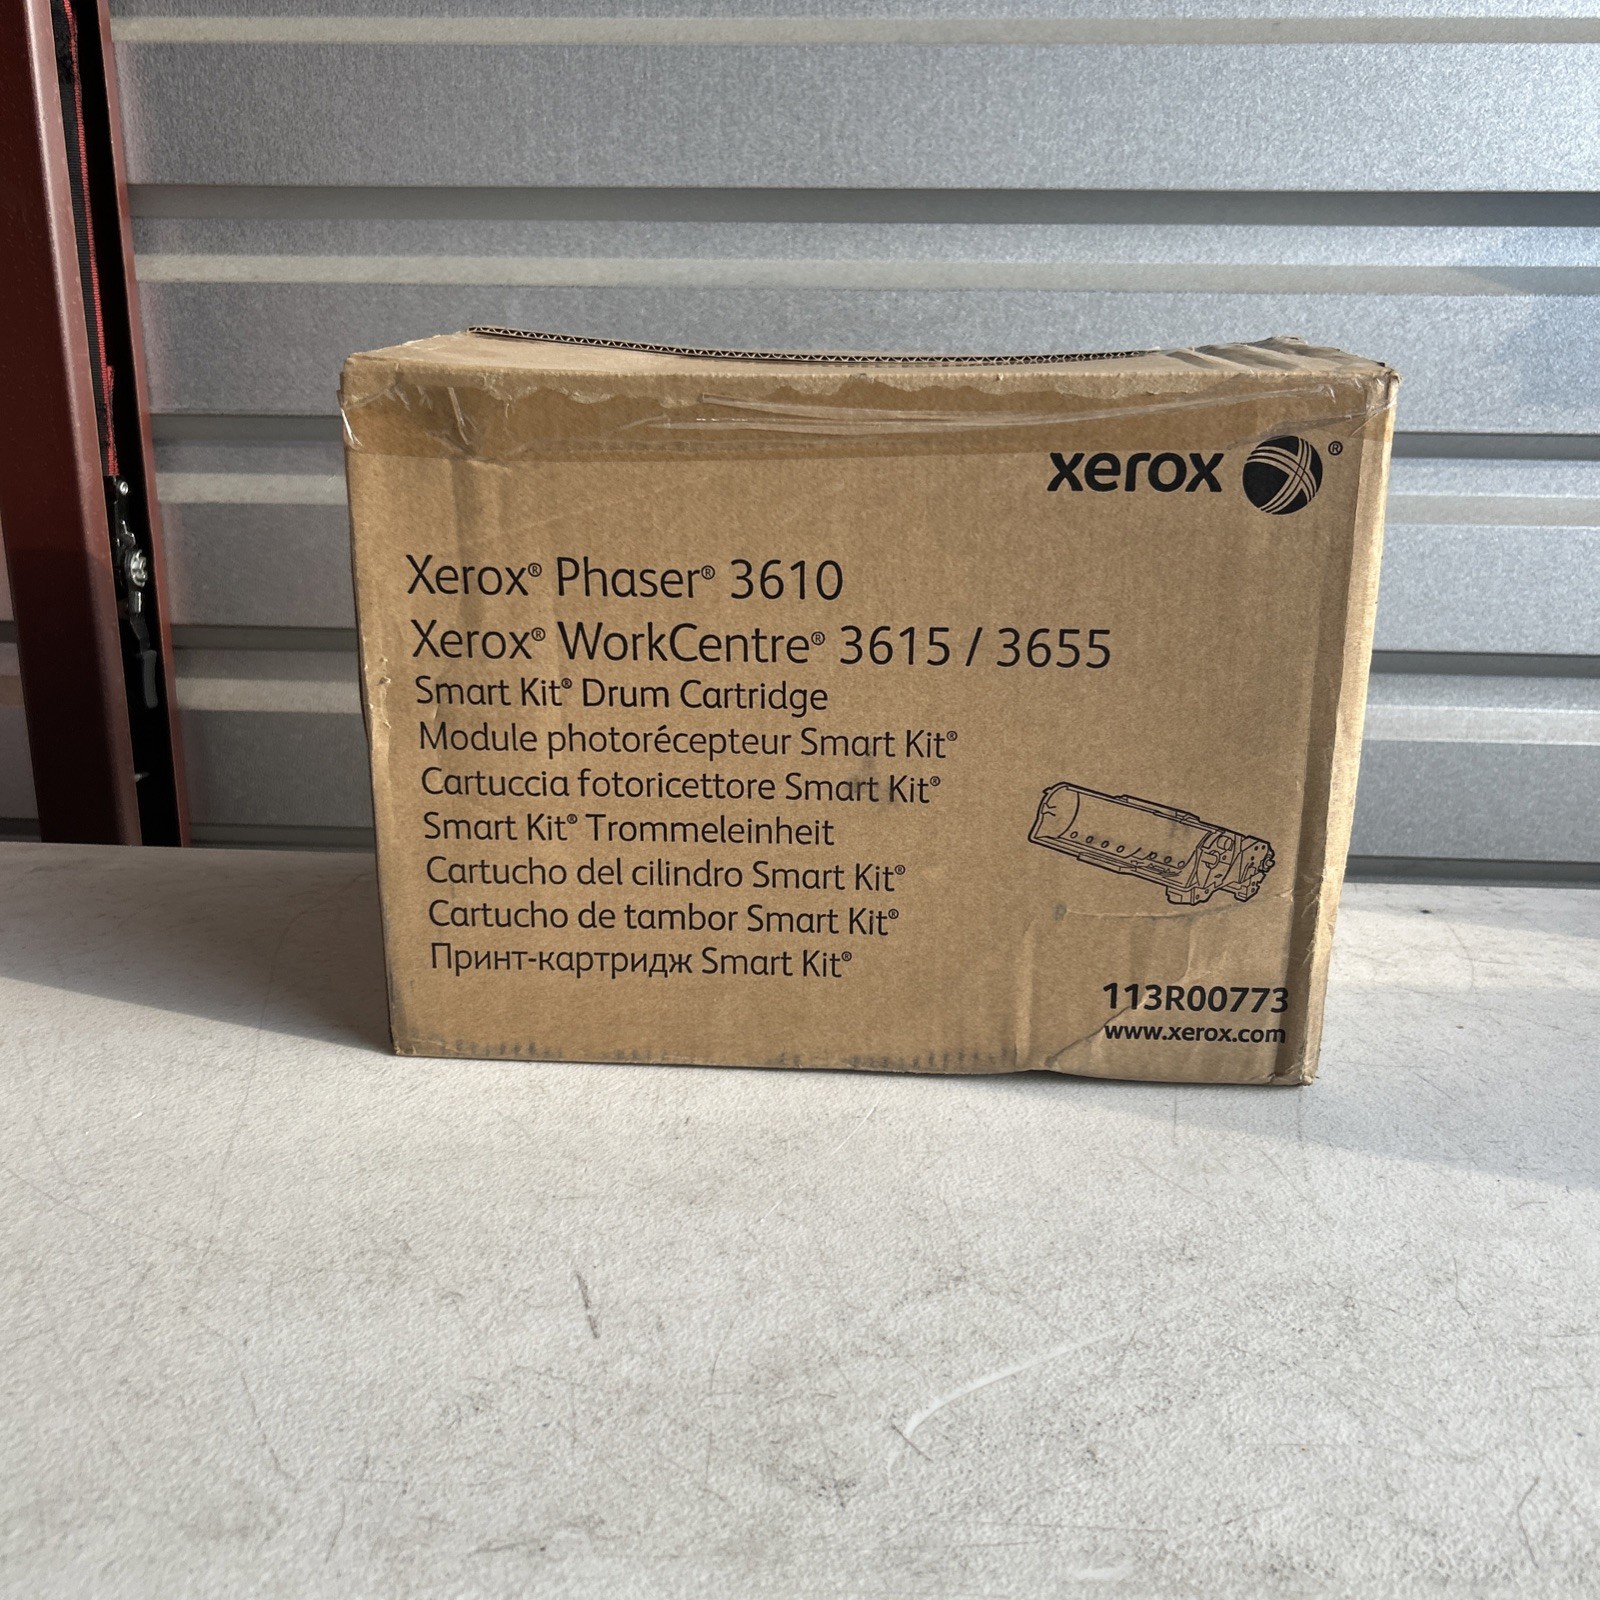 xerox ®
Xerox® Phaser® 3610
Xerox® WorkCentre® 3615 / 3655
Smart Kit® Drum Cartridge
Module photorécepteur Smart Kit®
Cartuccia fotoricettore Smart Kit®
Smart Kit® Trommeleinheit
Cartucho del cilindro Smart Kit®
Cartucho de tambor Smart Kit®
Принт-картридж Smart Kit®
113R00773
www.xerox.com